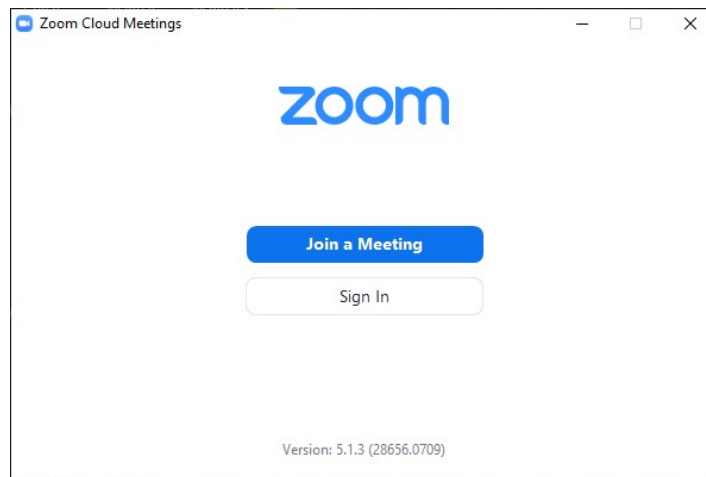 Zoom Cloud Meetings
zoom
Join a Meeting
Sign In
Version: 5.1.3 (28656.0709)